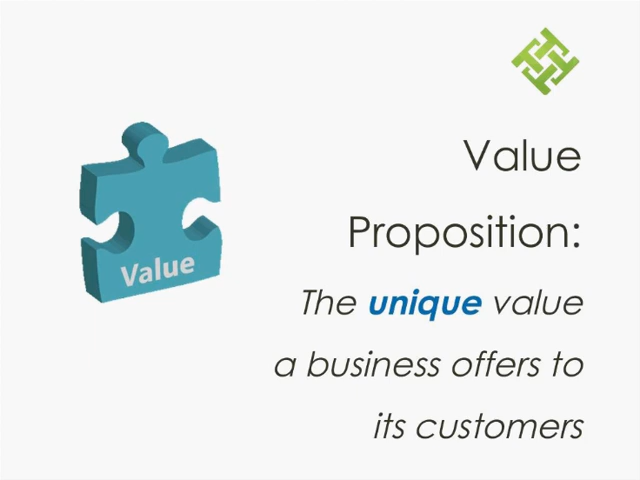 Value
Value
Proposition:
The unique value
a business offers to
its customers